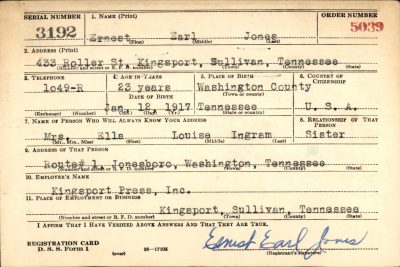 SERIAL NUMBER 1. NAME (Print) ORDER NUMBER
3192 Ernest Earl Jones 5039
(First) (Middle) (Last)
2. ADDRESS (Print)
433 Roller St. Kingsport, Sullivan, Tennessee
(Number and street or R. F. D. number) (Town) (County) (State)
3. TELEPHONE 4. AGE IN YEARS 5. PLACE OF BIRTH 6. COUNTRY OF CITIZENSHIP
1049-R 23 years Washington County
DATE OF BIRTH (Town or County)
Jan. 12, 1917 Tennessee U. S. A.
(Exchange) (Number) (Mo.) (Day) (Yr.) (State or country)
7. NAME OF PERSON WHO WILL ALWAYS KNOW YOUR ADDRESS 8. RELATIONSHIP OF THAT PERSON
Mrs. Ella Louise Ingram Sister
(Mr., Mrs., Miss) (First) (Middle) (Last)
9. ADDRESS OF THAT PERSON
Route# 1, Jonesboro, Washington, Tennessee
(Number and street or R. F. D. number) (Town) (County) (State)
10. EMPLOYER'S NAME
Kingsport Press, Inc.
11. PLACE OF EMPLOYMENT OR BUSINESS
Kingsport, Sullivan, Tennessee
(Number and street or R. F. D. number) (Town) (County) (State)
I AFFIRM THAT I HAVE VERIFIED ABOVE ANSWERS AND THAT THEY ARE TRUE.
REGISTRATION CARD
D. S. S. Form 1 (over) 16-17105 Ernest Earl Jones
(Registrant's signature)